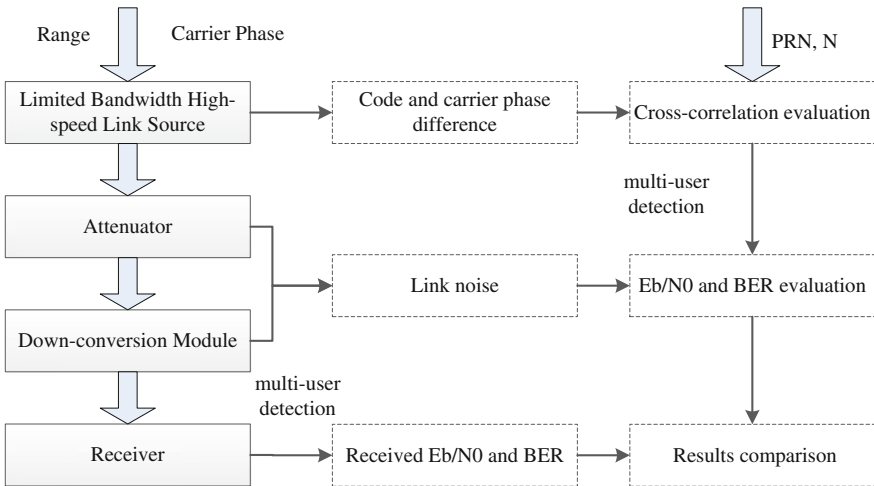 Range
Carrier Phase
PRN, N
Limited Bandwidth High-
speed Link Source
Code and carrier phase
difference
Cross-correlation evaluation
multi-user
detection
Attenuator
Link noise
Eb/N0 and BER evaluation
Down-conversion Module
multi-user
detection
Receiver
Received Eb/N0 and BER
Results comparison